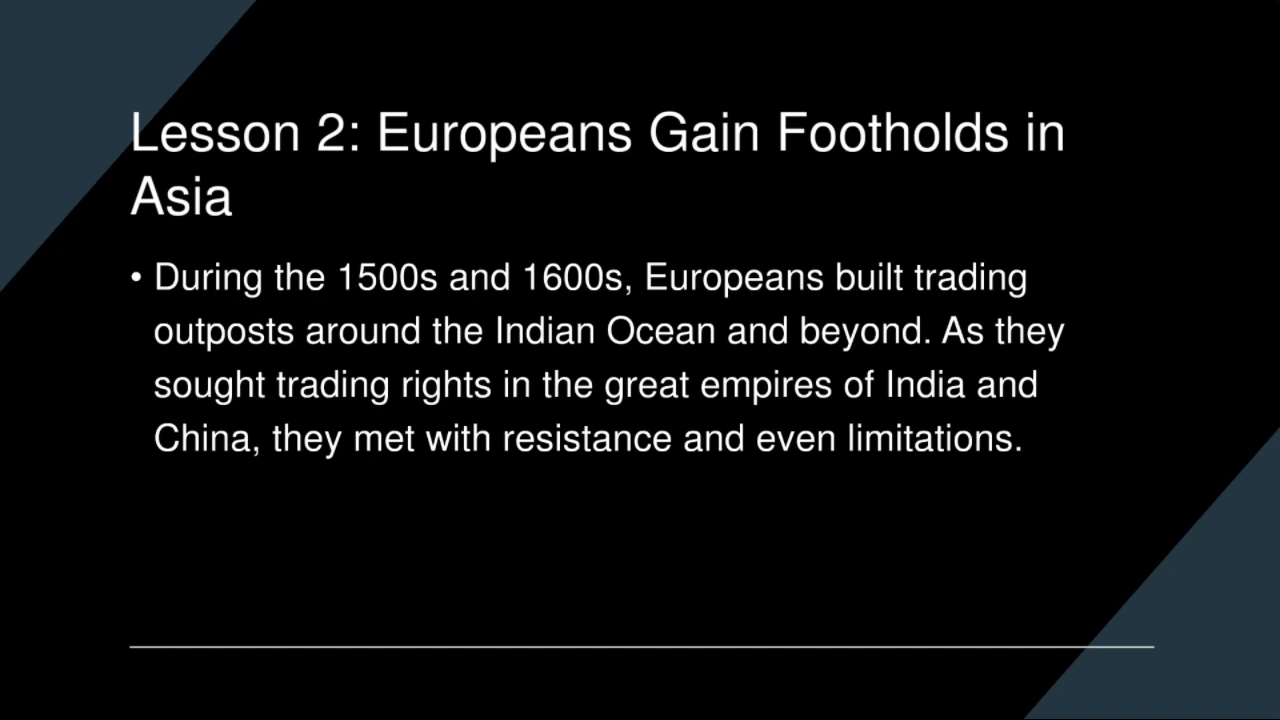 Lesson 2: Europeans Gain Footholds in
Asia
• During the 1500s and 1600s, Europeans built trading
outposts around the Indian Ocean and beyond. As they
sought trading rights in the great empires of India and
China, they met with resistance and even limitations.